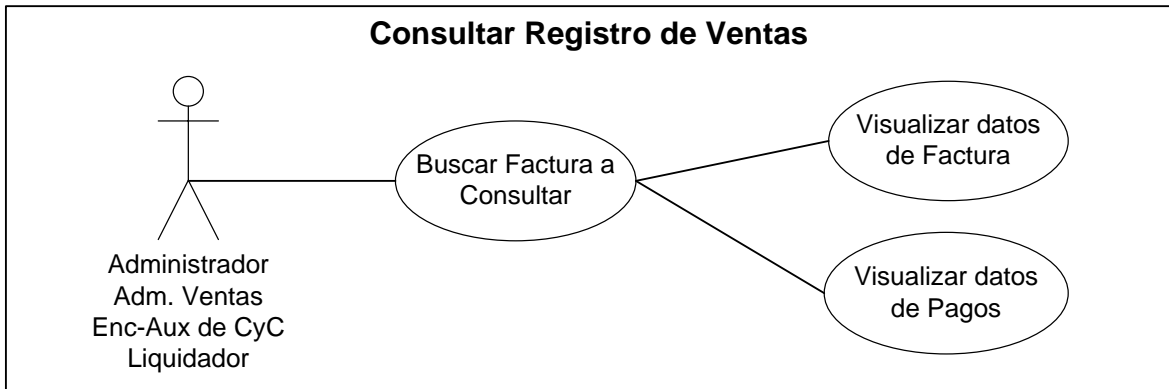 Consultar Registro de Ventas
Buscar Factura a
Consultar
Visualizar datos
de Factura
Visualizar datos
de Pagos
Administrador
Adm. Ventas
Enc-Aux de CyC
Liquidador